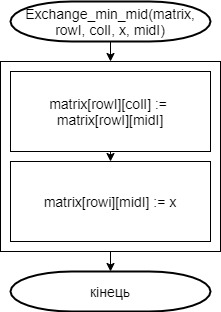 Exchange_min_mid(matrix,
rowI, colI, x, midI)
matrix[rowI][colI] :=
matrix[rowI][midI]
matrix[rowi][midI] := x
кінець